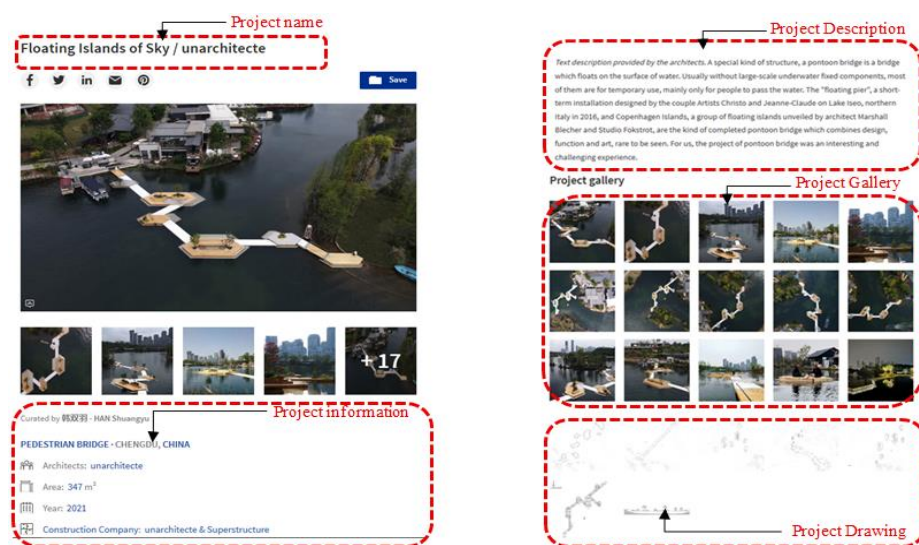 Project name
Floating Islands of Sky / unarchitecte
Save
+ 17
Project information
Curated by 韩双羽 - HAN Shuangyu
PEDESTRIAN BRIDGE • CHENGDU, CHINA
Architects: unarchitecte
Area: 347 m²
Year: 2021
Construction Company: unarchitecte & Superstructure
Project Description
Text description provided by the architects. A special kind of structure, a pontoon bridge is a bridge
which floats on the surface of water. Usually without large-scale underwater fixed components, most
of them are for temporary use, mainly only for people to pass the water. The "floating pier", a short-
term installation designed by the couple Artists Christo and Jeanne-Claude on Lake Iseo, northern
Italy in 2016, and Copenhagen Islands, a group of floating islands unveiled by architect Marshall
Blecher and Studio Fokstrot, are the kind of completed pontoon bridge which combines design,
function and art, rare to be seen. For us, the project of pontoon bridge was an interesting and
challenging experience.
Project gallery
Project Gallery
Project Drawing